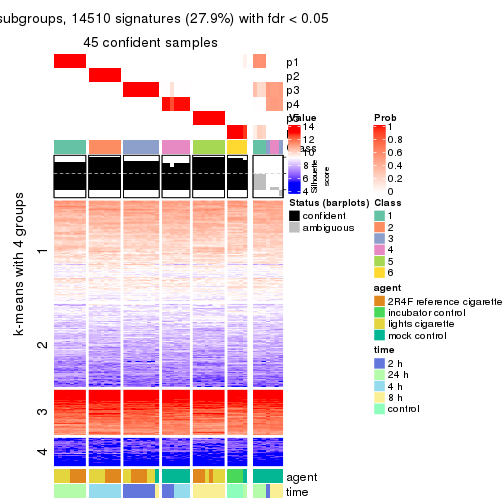 subgroups, 14510 signatures (27.9%) with fdr < 0.05
45 confident samples
p1
p2
p3
p4
Value
14
12
10
8
6
4
Prob
1
0.8
0.6
0.4
0.2
0
Silhouette
score
Status (barplots)
confident
ambiguous
Class
1
2
3
4
5
6
agent
2R4F reference cigarette
incubator control
lights cigarette
mock control
time
2 h
24 h
4 h
8 h
control
k-means with 4 groups
1
2
3
4
agent
time